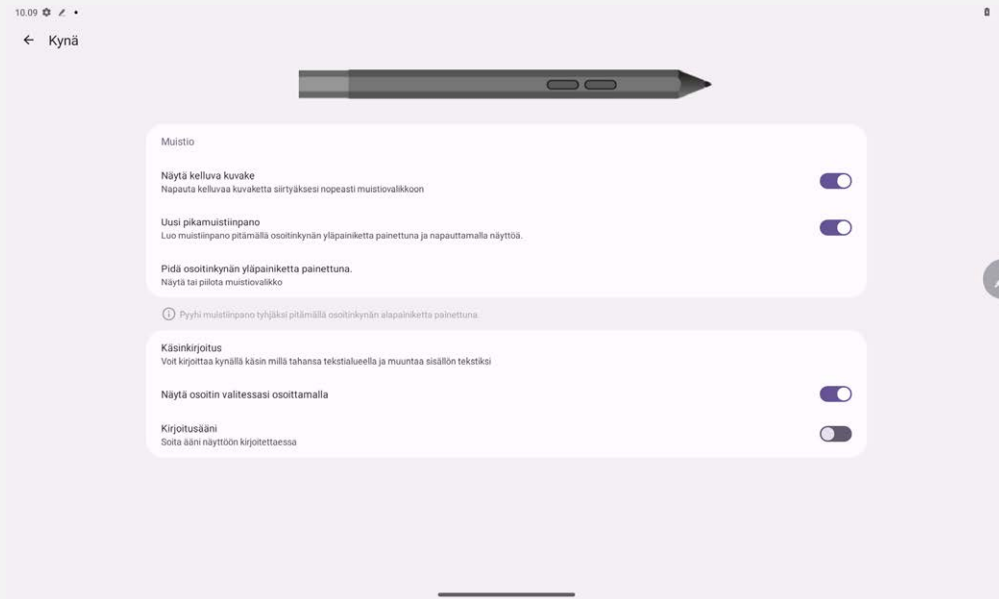 10.09
Kynä
Muistio
Näytä kelluva kuvake
Napauta kelluvaa kuvaketta siirtyäksesi nopeasti muistiovalikkoon
Uusi pikamuistiinpano
Luo muistiinpano pitämällä osoitinkynän yläpainiketta painettuna ja napauttamalla näyttöä.
Pidä osoitinkynän yläpainiketta painettuna.
Näytä tai piilota muistiovalikko
Pyyhi muistiinpano tyhjäksi pitämällä osoitinkynän alapainiketta painettuna
Käsinkirjoitus
Voit kirjoittaa kynällä käsin millä tahansa tekstialueella ja muuntaa sisällön tekstiksi
Näytä osoitin valitessasi osoittamalla
Kirjoitusääni
Soita ääni näyttöön kirjoitettaessa